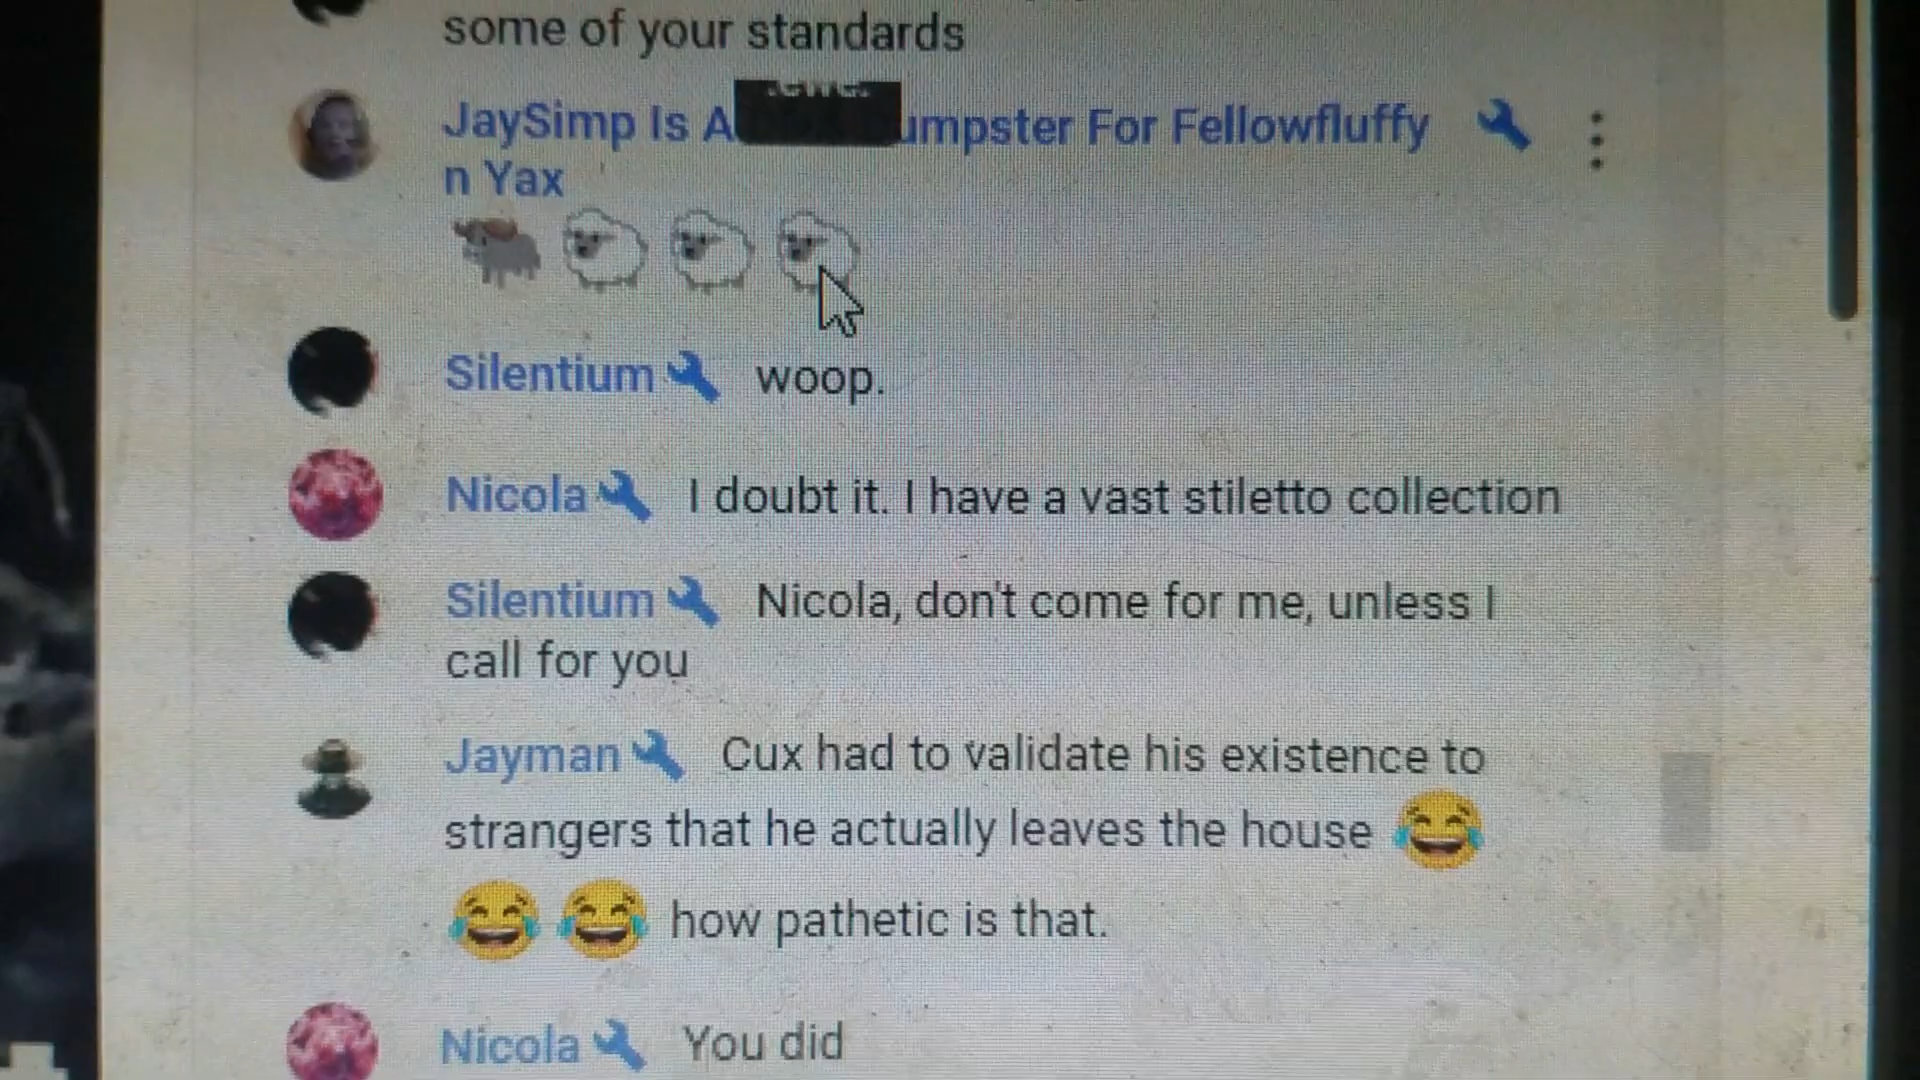 some of your standards
JaySimp Is A umpster For Fellowfluffy
n Yax
🐂 🐑 🐑 🐑
Silentium woop.
Nicola I doubt it. I have a vast stiletto collection
Silentium Nicola, don't come for me, unless I
call for you
Jayman Cux had to validate his existence to
strangers that he actually leaves the house 😂
😂 😂 how pathetic is that.
Nicola You did